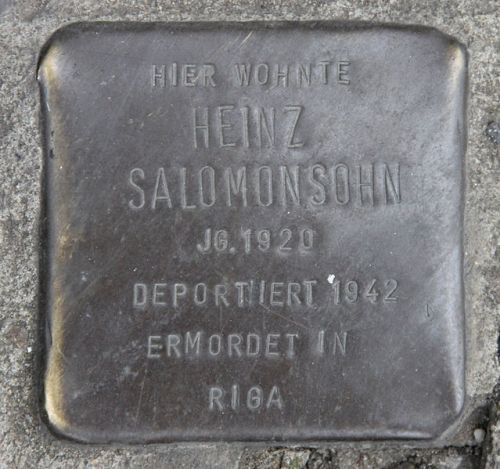 HIER WOHNTE
HEINZ
SALOMONSOHN
JG. 1920
DEPORTIERT 1942
ERMORDET IN
RIGA